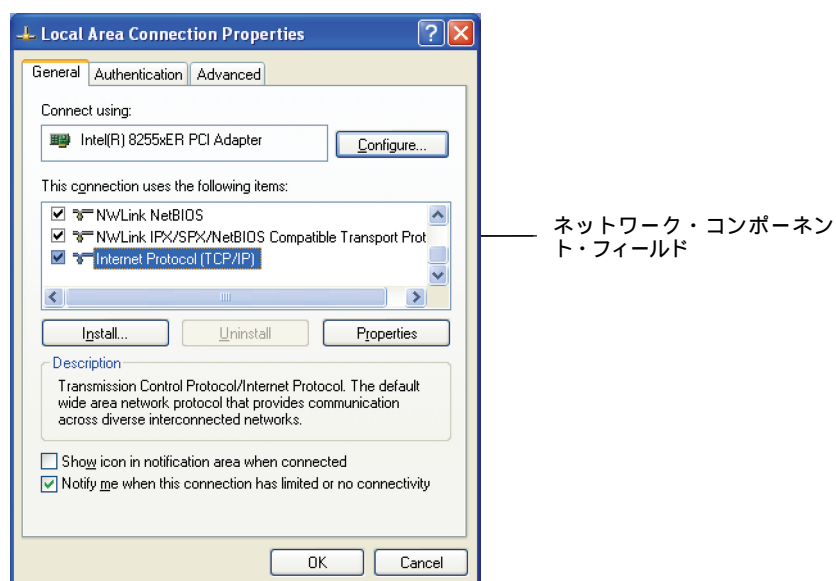 Local Area Connection Properties
General Authentication Advanced
Connect using:
Intel(R) 8255xER PCI Adapter
Configure...
This connection uses the following items:
NWLink NetBIOS
NWLink IPX/SPX/NetBIOS Compatible Transport Prot
Internet Protocol (TCP/IP)
ネットワーク・コンポーネン
ト・フィールド
Install... Uninstall Properties
Description
Transmission Control Protocol/Internet Protocol. The default
wide area network protocol that provides communication
across diverse interconnected networks.
Show icon in notification area when connected
Notify me when this connection has limited or no connectivity
OK Cancel